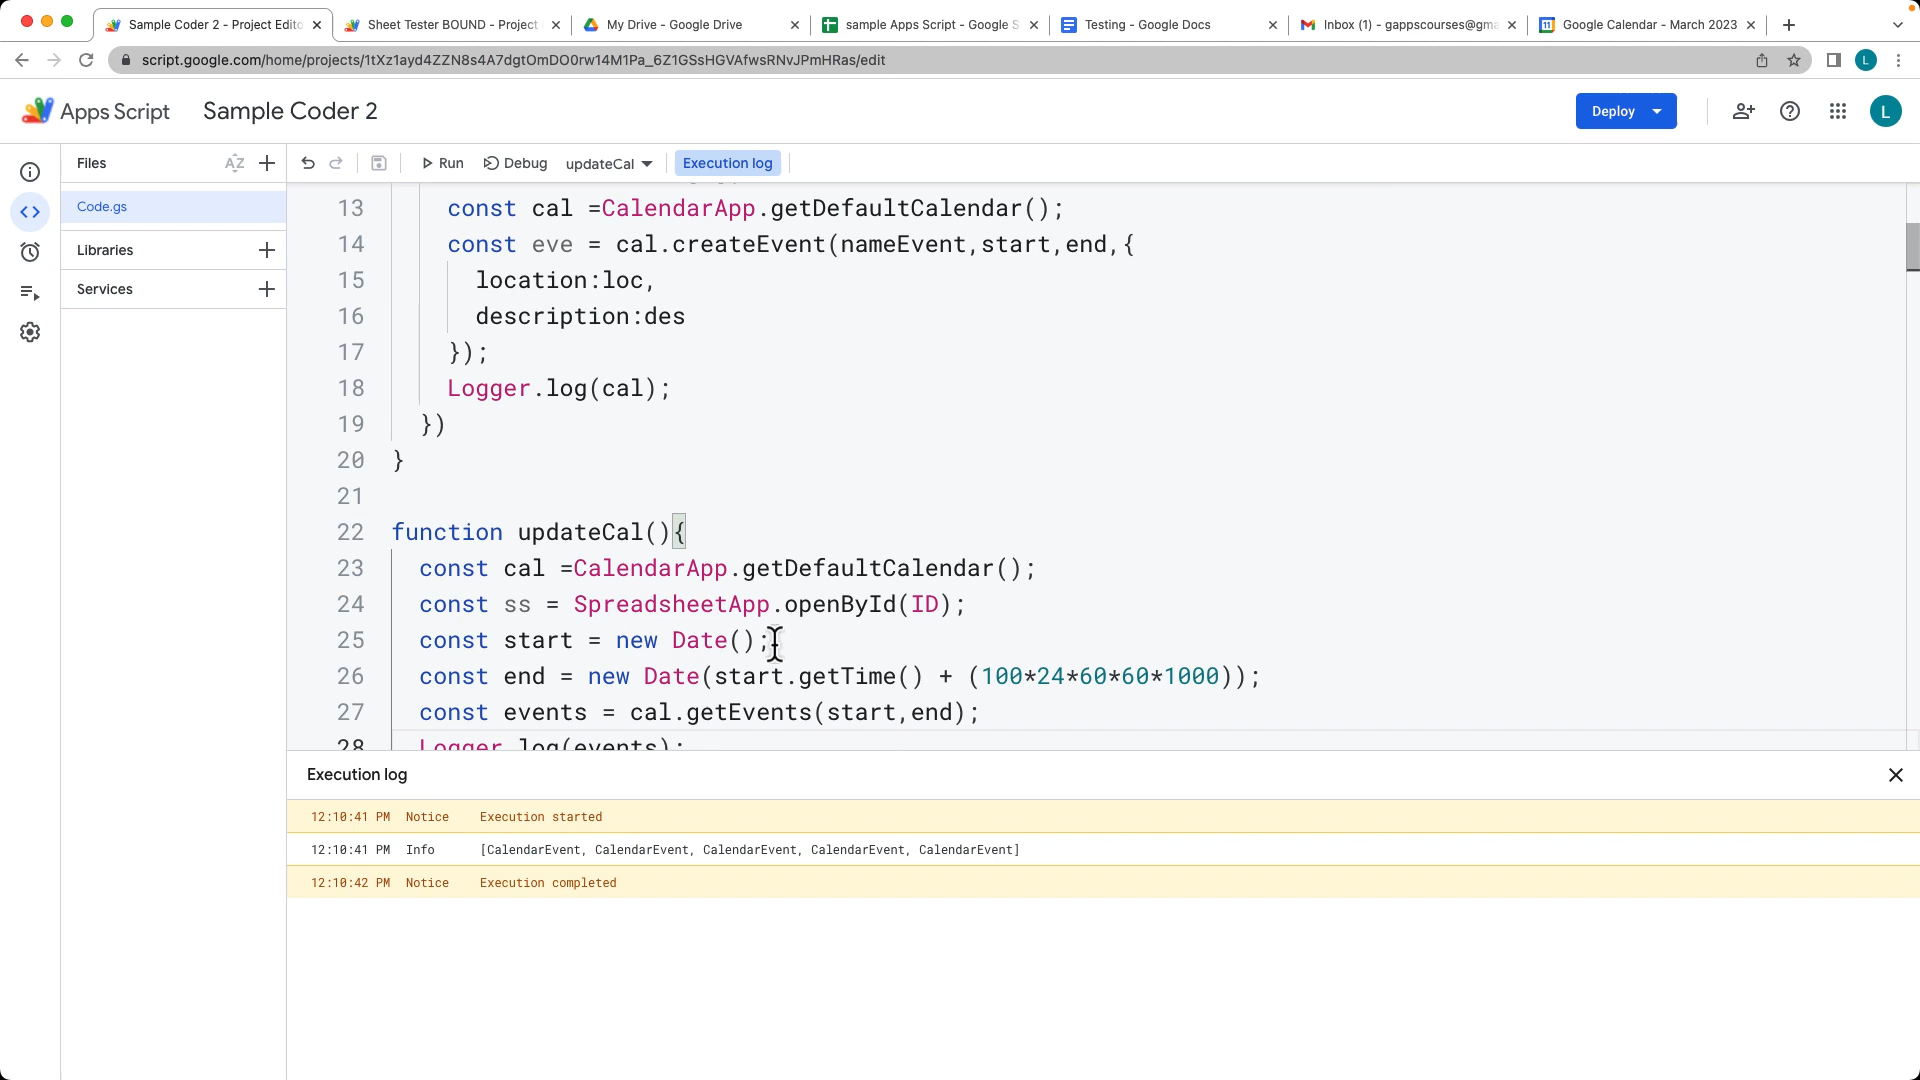 Sample Coder 2 - Project Edito
Sheet Tester BOUND - Project
My Drive - Google Drive
sample Apps Script - Google S
Testing - Google Docs
Inbox (1) - gappscourses@gma
Google Calendar - March 2023
script.google.com/home/projects/1tXz1ayd4ZZN8s4A7dgtOmDO0rw14M1Pa_6Z1GSsHGVAfwsRNvJPmHRas/edit
L
Apps Script
Sample Coder 2
Deploy
L
Files
AZ
Run
Debug
updateCal
Execution log
Code.gs
Libraries
Services
13 const cal =CalendarApp.getDefaultCalendar();
14 const eve = cal.createEvent(nameEvent,start,end,{
15 location:loc,
16 description:des
17 });
18 Logger.log(cal);
19 })
20 }
21
22 function updateCal(){
23 const cal =CalendarApp.getDefaultCalendar();
24 const ss = SpreadsheetApp.openById(ID);
25 const start = new Date();
26 const end = new Date(start.getTime() + (100*24*60*60*1000));
27 const events = cal.getEvents(start,end);
28 Logger.log(events);
Execution log
12:10:41 PM Notice Execution started
12:10:41 PM Info [CalendarEvent, CalendarEvent, CalendarEvent, CalendarEvent, CalendarEvent]
12:10:42 PM Notice Execution completed